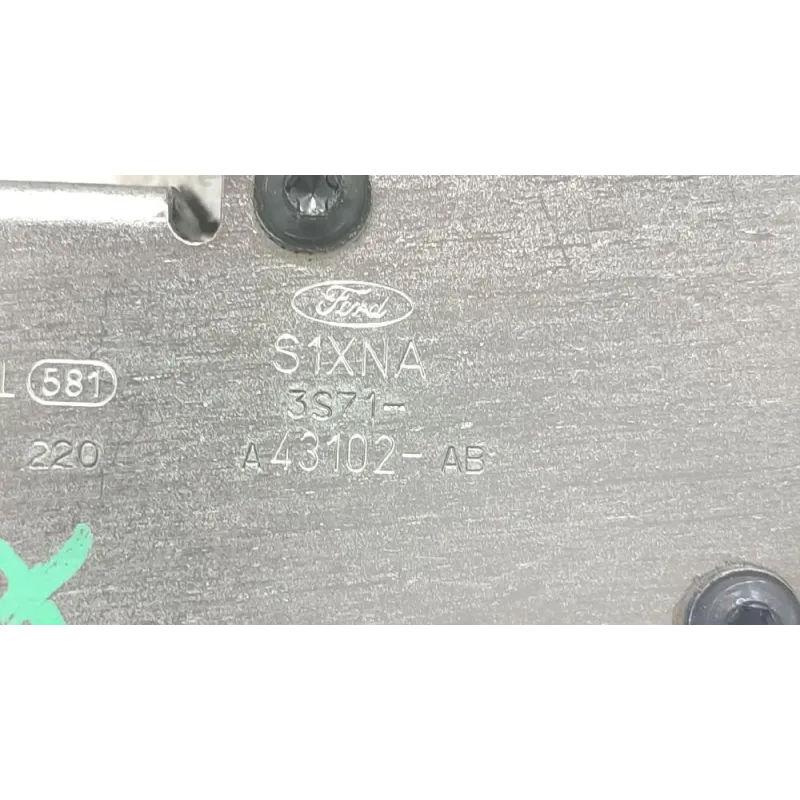 Ford
S1XNA
L 581
3S71-
220
A43102-AB